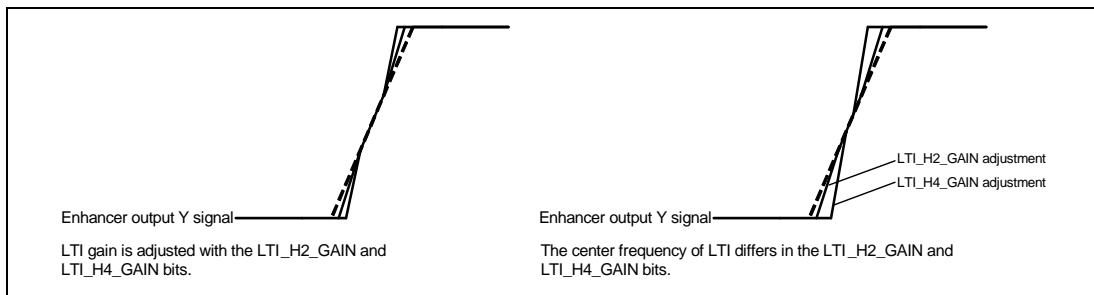 Enhancer output Y signal
LTI gain is adjusted with the LTI_H2_GAIN and
LTI_H4_GAIN bits.
LTI_H2_GAIN adjustment
LTI_H4_GAIN adjustment
Enhancer output Y signal
The center frequency of LTI differs in the LTI_H2_GAIN and
LTI_H4_GAIN bits.